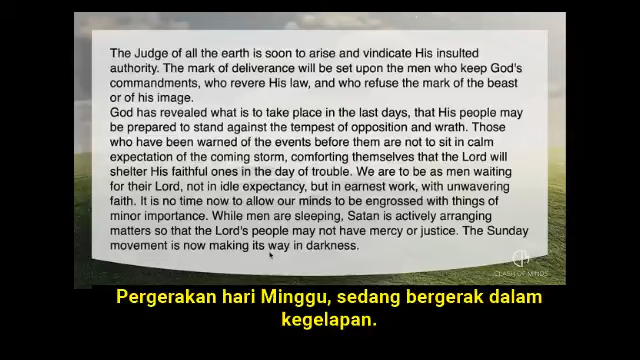 The Judge of all the earth is soon to arise and vindicate His insulted
authority. The mark of deliverance will be set upon the men who keep God's
commandments, who revere His law, and who refuse the mark of the beast
or of his image.
God has revealed what is to take place in the last days, that His people may
be prepared to stand against the tempest of opposition and wrath. Those
who have been warned of the events before them are not to sit in calm
expectation of the coming storm, comforting themselves that the Lord will
shelter His faithful ones in the day of trouble. We are to be as men waiting
for their Lord, not in idle expectancy, but in earnest work, with unwavering
faith. It is no time now to allow our minds to be engrossed with things of
minor importance. While men are sleeping, Satan is actively arranging
matters so that the Lord's people may not have mercy or justice. The Sunday
movement is now making its way in darkness.
CLASH OF MINDS
Pergerakan hari Minggu, sedang bergerak dalam
kegelapan.